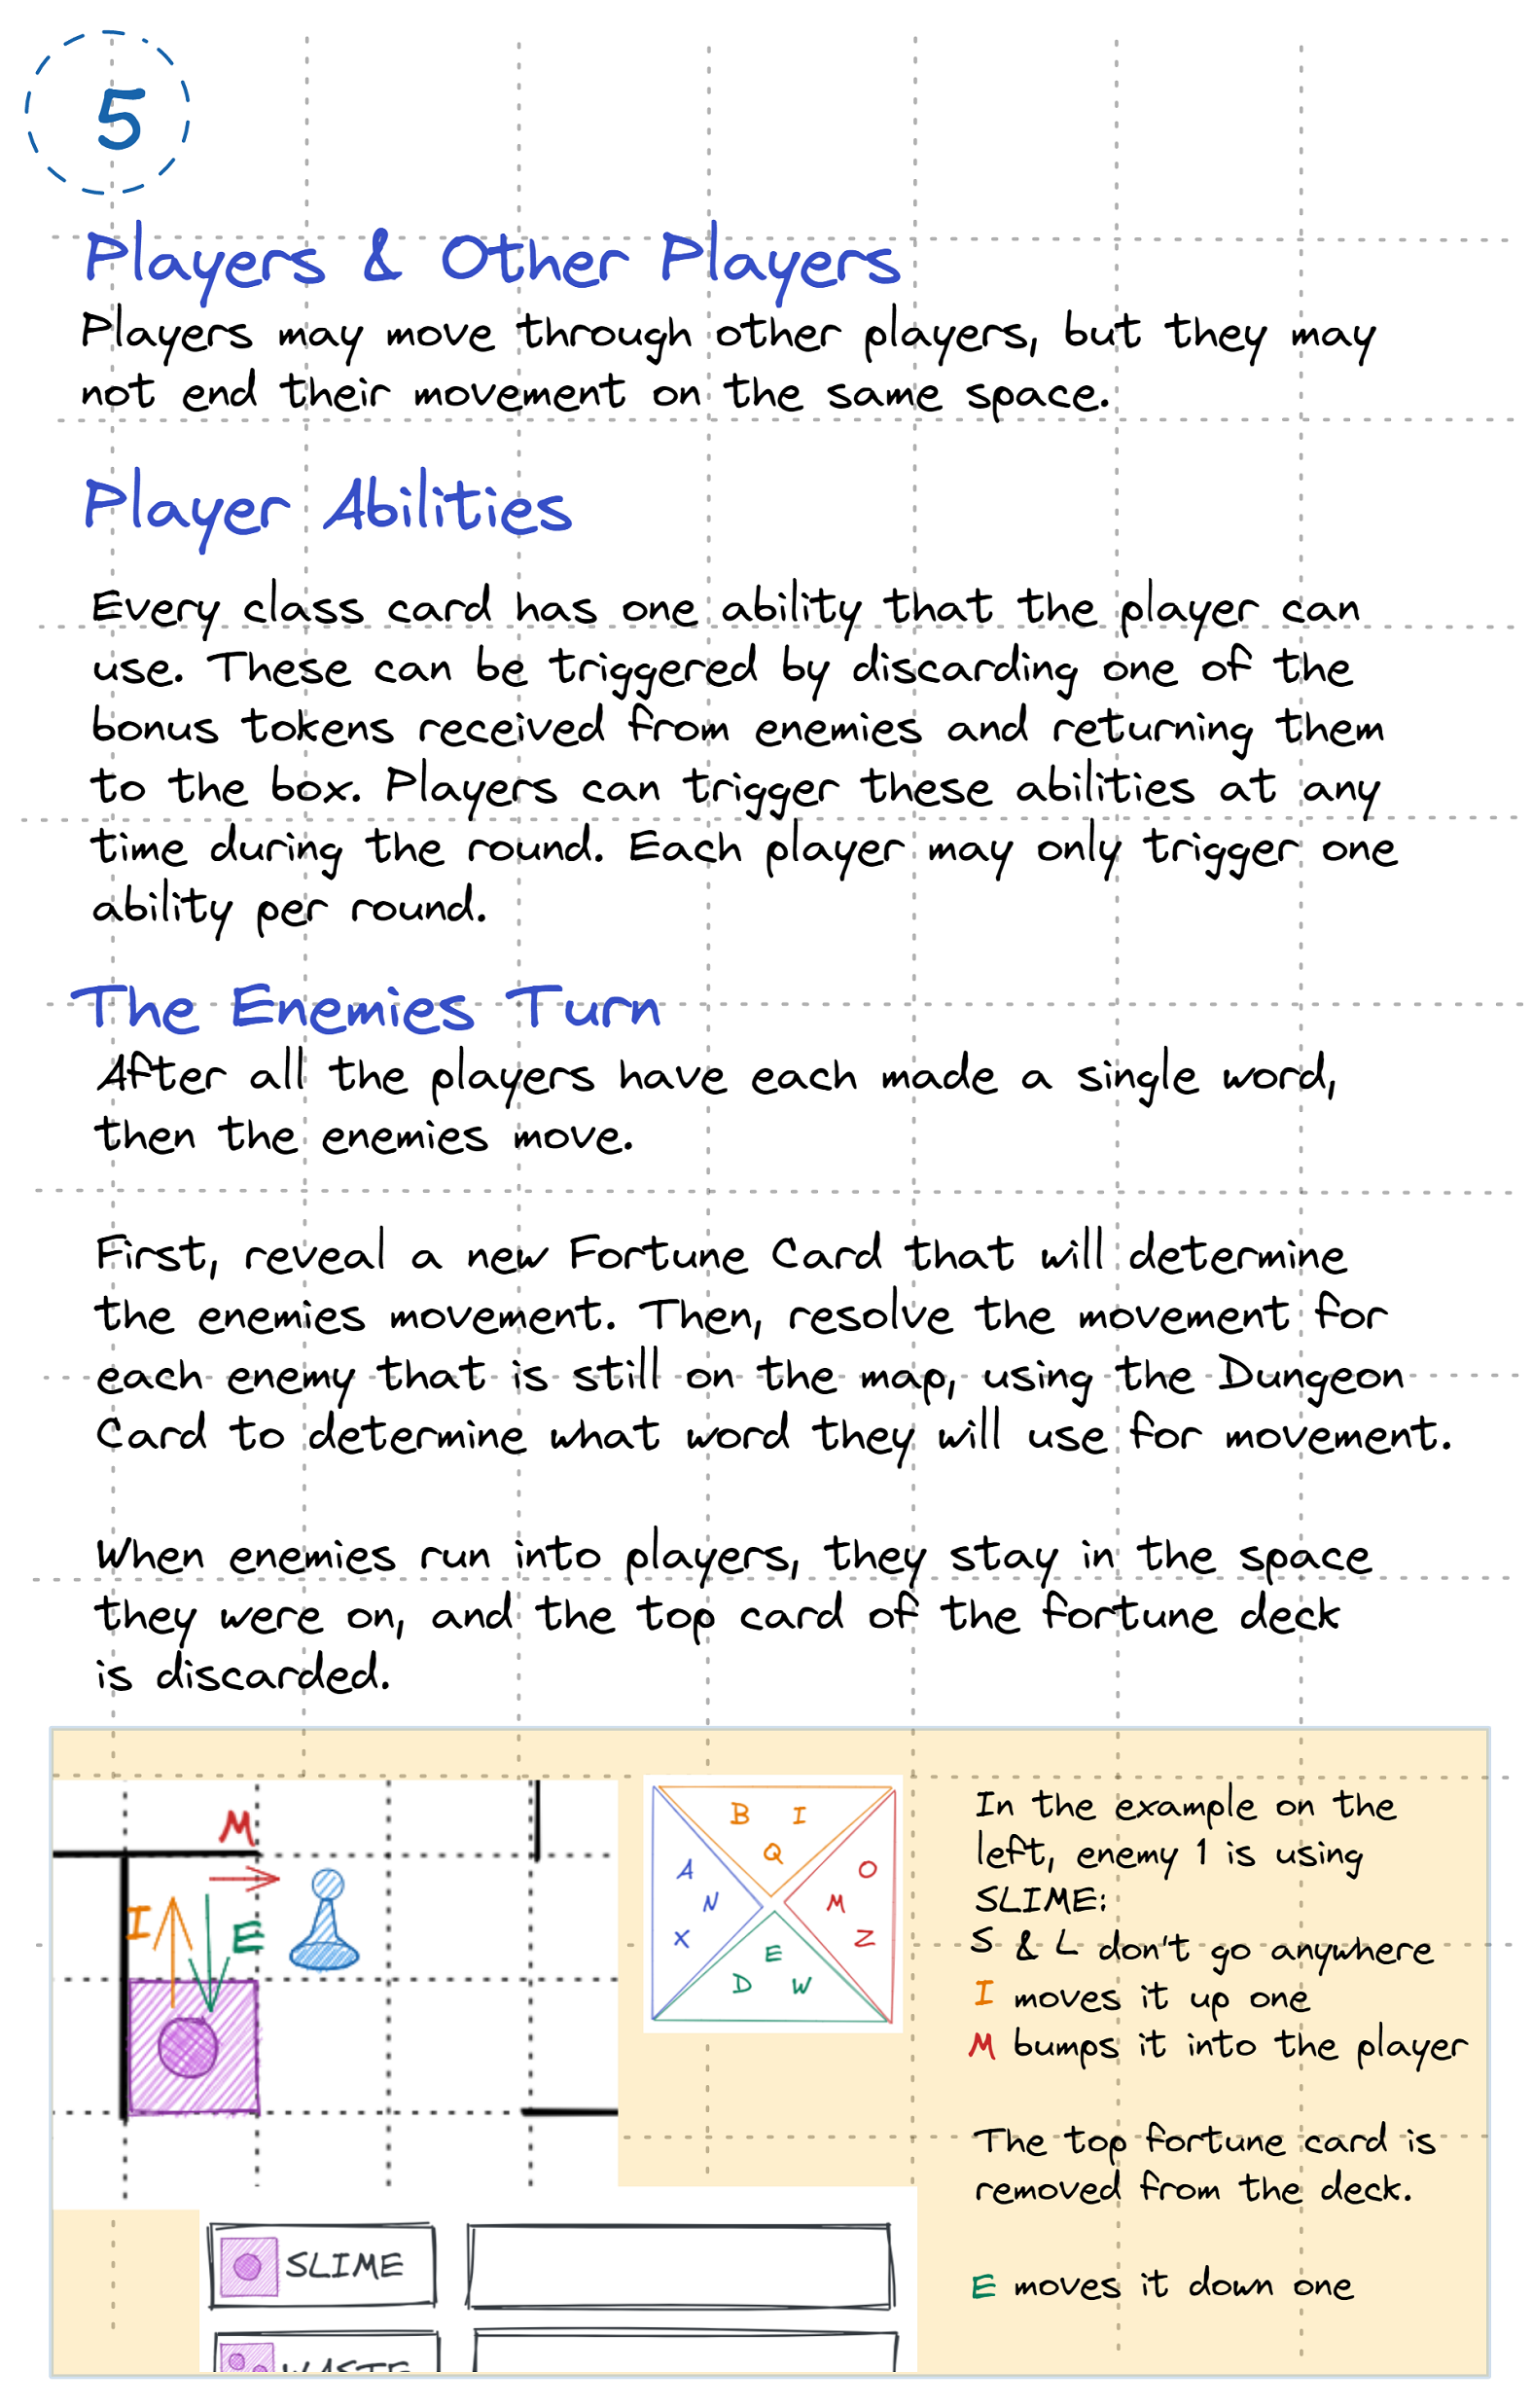 5
Players & Other Players
Players may move through other players, but they may
not end their movement on the same space.
Player Abilities
Every class card has one ability that the player can
use. These can be triggered by discarding one of the
bonus tokens received from enemies and returning them
to the box. Players can trigger these abilities at any
time during the round. Each player may only trigger one
ability per round.
The Enemies Turn
After all the players have each made a single word,
then the enemies move.
First, reveal a new Fortune Card that will determine
the enemies movement. Then, resolve the movement for
each enemy that is still on the map, using the Dungeon
Card to determine what word they will use for movement.
When enemies run into players, they stay in the space
they were on, and the top card of the fortune deck
is discarded.
M
I
E
B I
Q
A
N
X
O
M
Z
E
D W
SLIME
In the example on the
left, enemy 1 is using
SLIME:
S & L don't go anywhere
I moves it up one
M bumps it into the player
The top fortune card is
removed from the deck.
E moves it down one